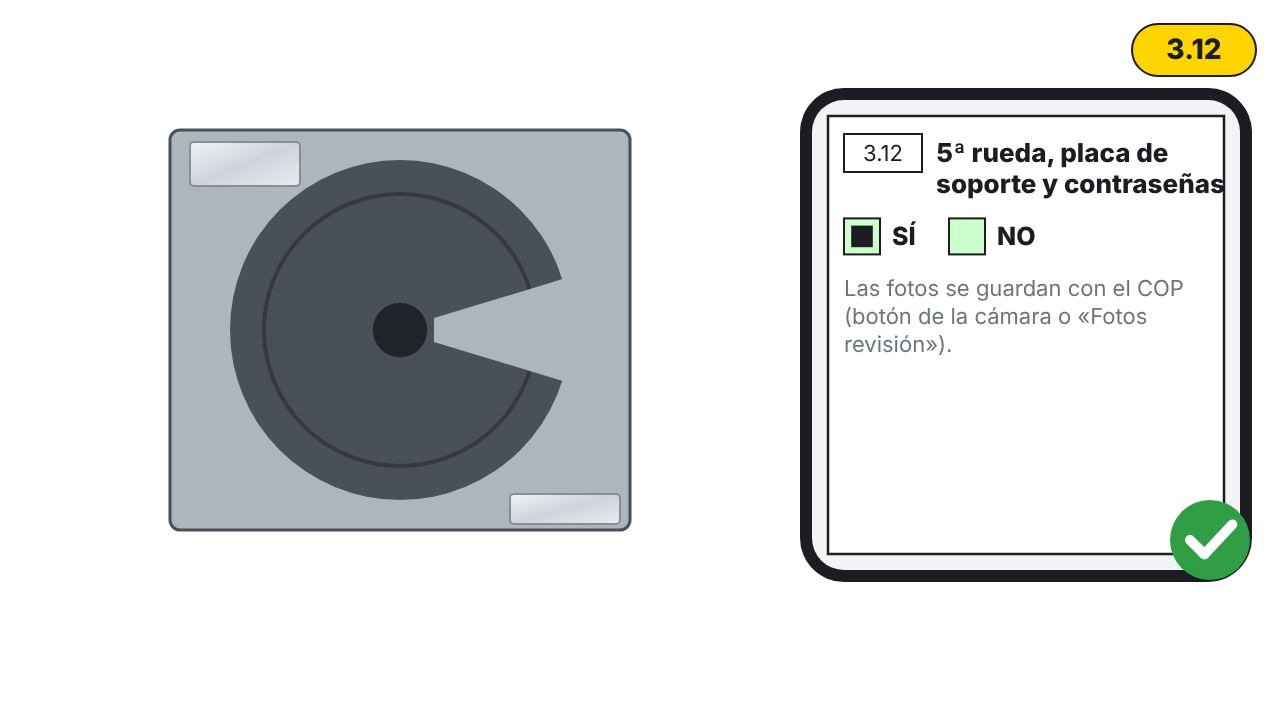 3.12
3.12
5ª rueda, placa de
soporte y contraseñas
SÍ
NO
Las fotos se guardan con el COP
(botón de la cámara o «Fotos
revisión»).